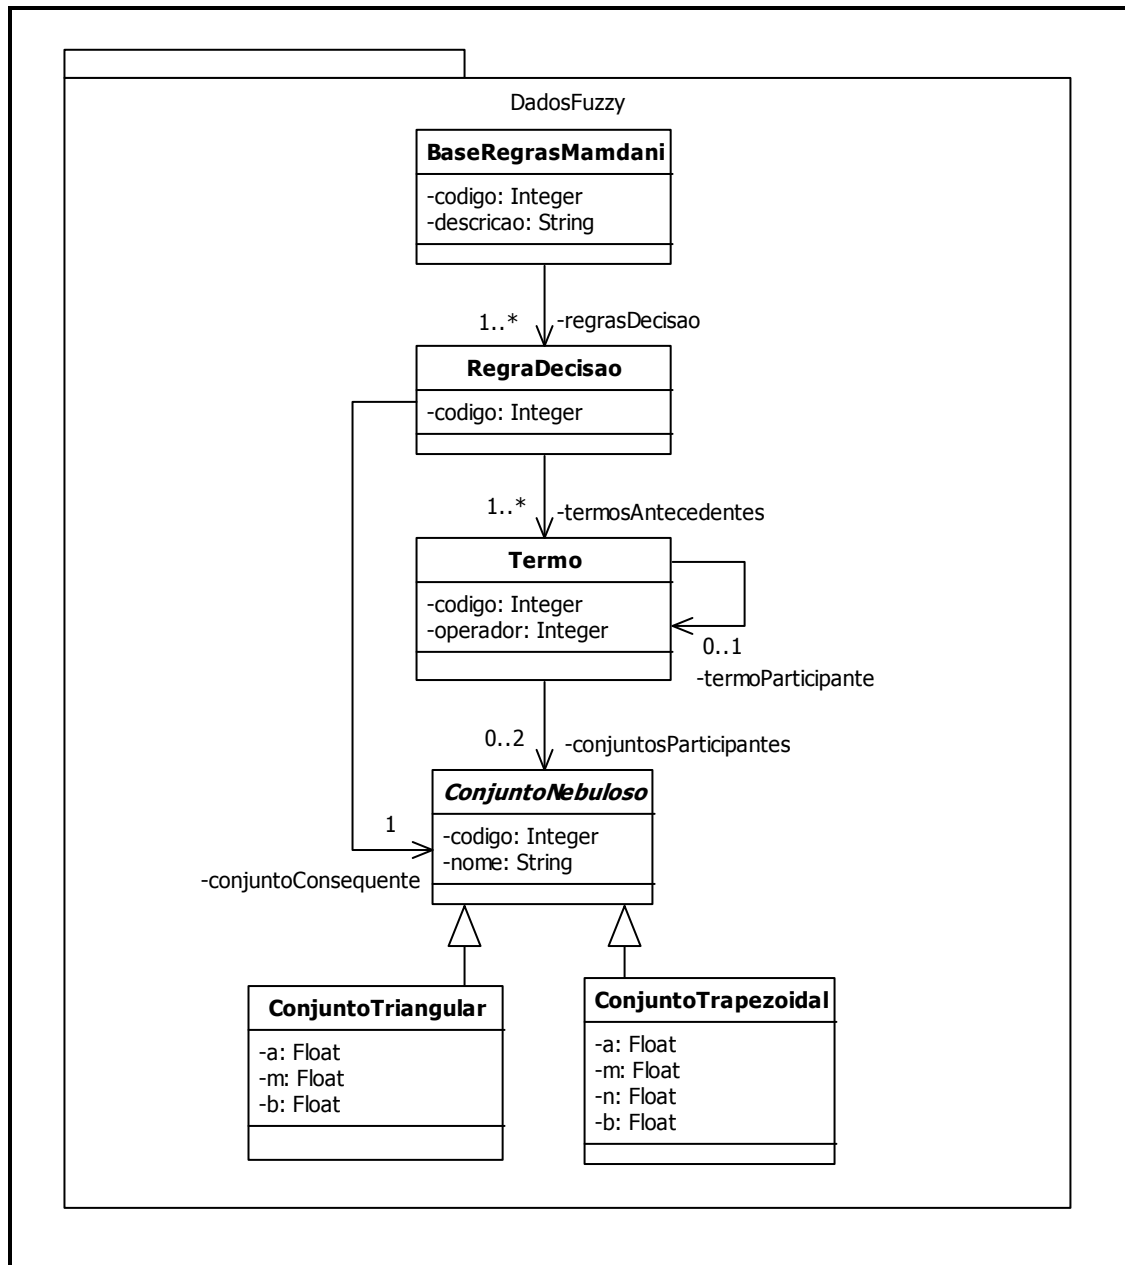 DadosFuzzy
BaseRegrasMamdani
-codigo: Integer
-descricao: String
1..* -regrasDecisao
RegraDecisao
-codigo: Integer
1..* -termosAntecedentes
Termo
-codigo: Integer
-operador: Integer
0..1
-termoParticipante
0..2 -conjuntosParticipantes
ConjuntoNebuloso
-codigo: Integer
-nome: String
1
-conjuntoConsequente
ConjuntoTriangular
-a: Float
-m: Float
-b: Float
ConjuntoTrapezoidal
-a: Float
-m: Float
-n: Float
-b: Float